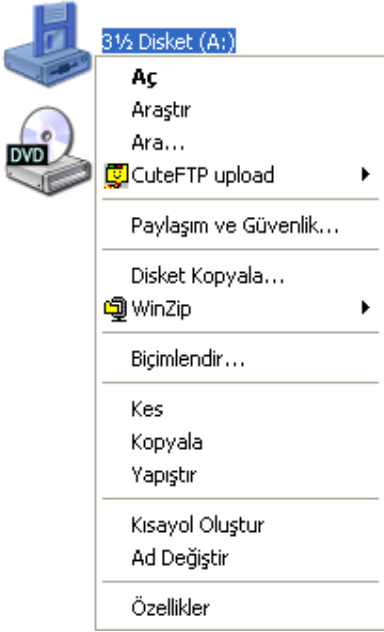 3½ Disket (A:)
Aç
Araştır
Ara...
CuteFTP upload
DVD
Paylaşım ve Güvenlik...
Disket Kopyala...
WinZip
Biçimlendir...
Kes
Kopyala
Yapıştır
Kısayol Oluştur
Ad Değiştir
Özellikler